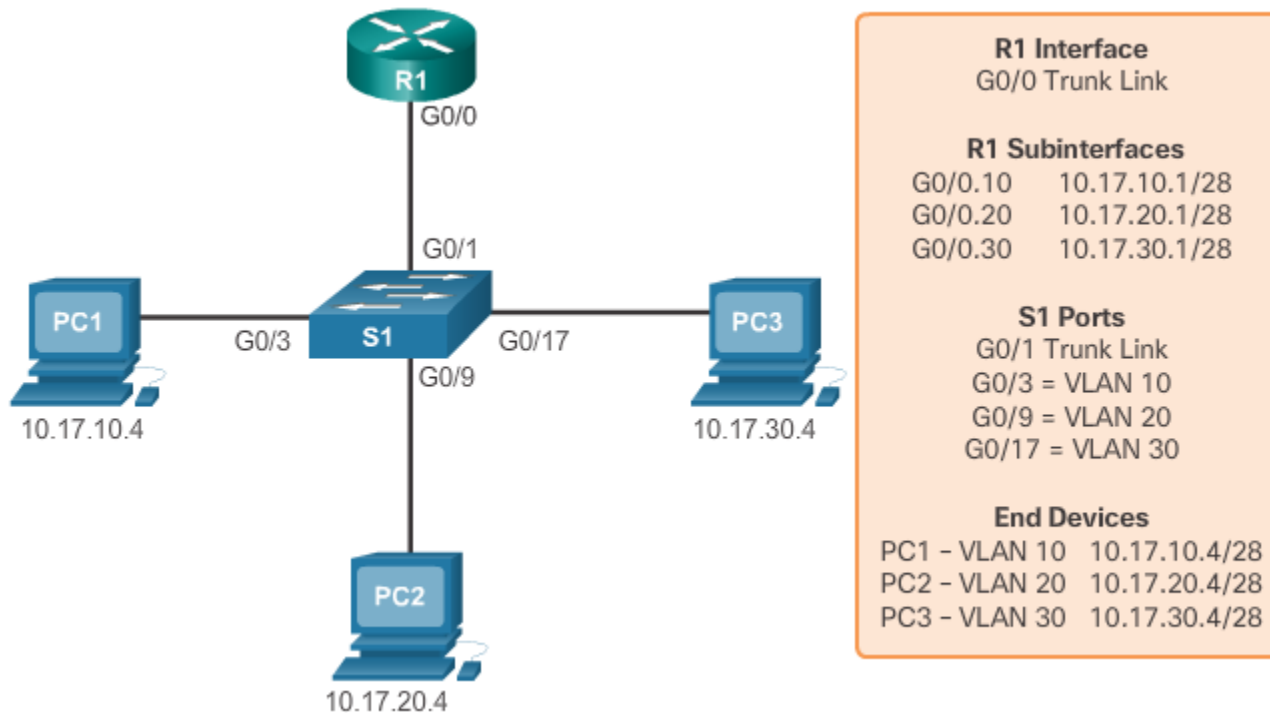 R1
G0/0
G0/1
PC1
G0/3
S1
G0/17
PC3
G0/9
10.17.10.4
10.17.30.4
PC2
10.17.20.4
R1 Interface
G0/0 Trunk Link
R1 Subinterfaces
G0/0.10 10.17.10.1/28
G0/0.20 10.17.20.1/28
G0/0.30 10.17.30.1/28
S1 Ports
G0/1 Trunk Link
G0/3 = VLAN 10
G0/9 = VLAN 20
G0/17 = VLAN 30
End Devices
PC1 – VLAN 10 10.17.10.4/28
PC2 – VLAN 20 10.17.20.4/28
PC3 – VLAN 30 10.17.30.4/28